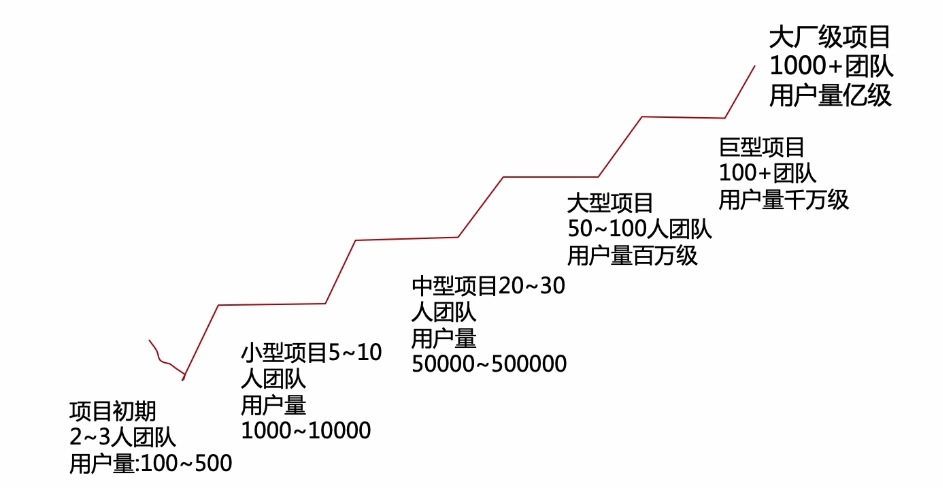 大厂级项目
1000+团队
用户量亿级
巨型项目
100+团队
用户量千万级
大型项目
50~100人团队
用户量百万级
中型项目20~30
人团队
用户量
50000~500000
小型项目5~10
人团队
用户量
1000~10000
项目初期
2~3人团队
用户量:100~500